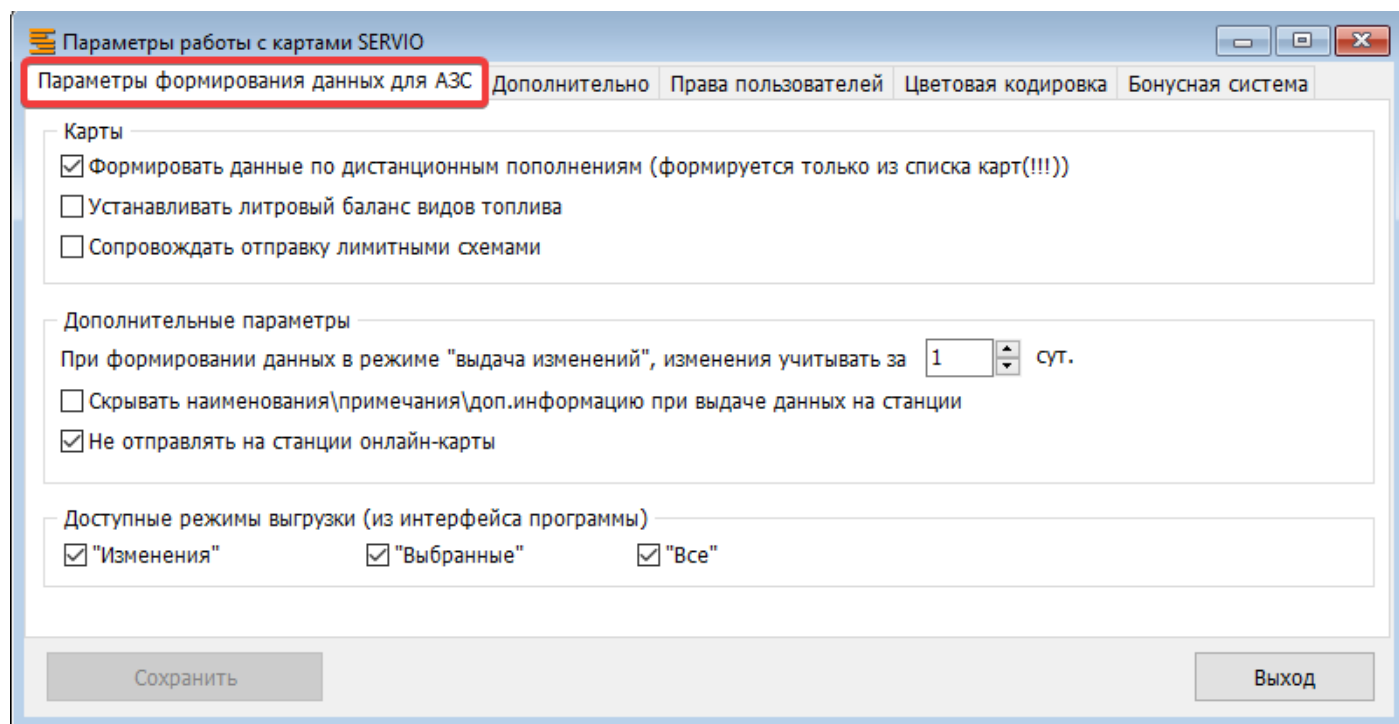 Параметры работы с картами SERVIO
Параметры формирования данных для АЗС Дополнительно Права пользователей Цветовая кодировка Бонусная система
Карты
Формировать данные по дистанционным пополнениям (формируется только из списка карт(!!!))
Устанавливать литровый баланс видов топлива
Сопровождать отправку лимитными схемами
Дополнительные параметры
При формировании данных в режиме "выдача изменений", изменения учитывать за 1 сут.
Скрывать наименования\примечания\доп.информацию при выдаче данных на станции
Не отправлять на станции онлайн-карты
Доступные режимы выгрузки (из интерфейса программы)
"Изменения" "Выбранные" "Все"
Сохранить Выход